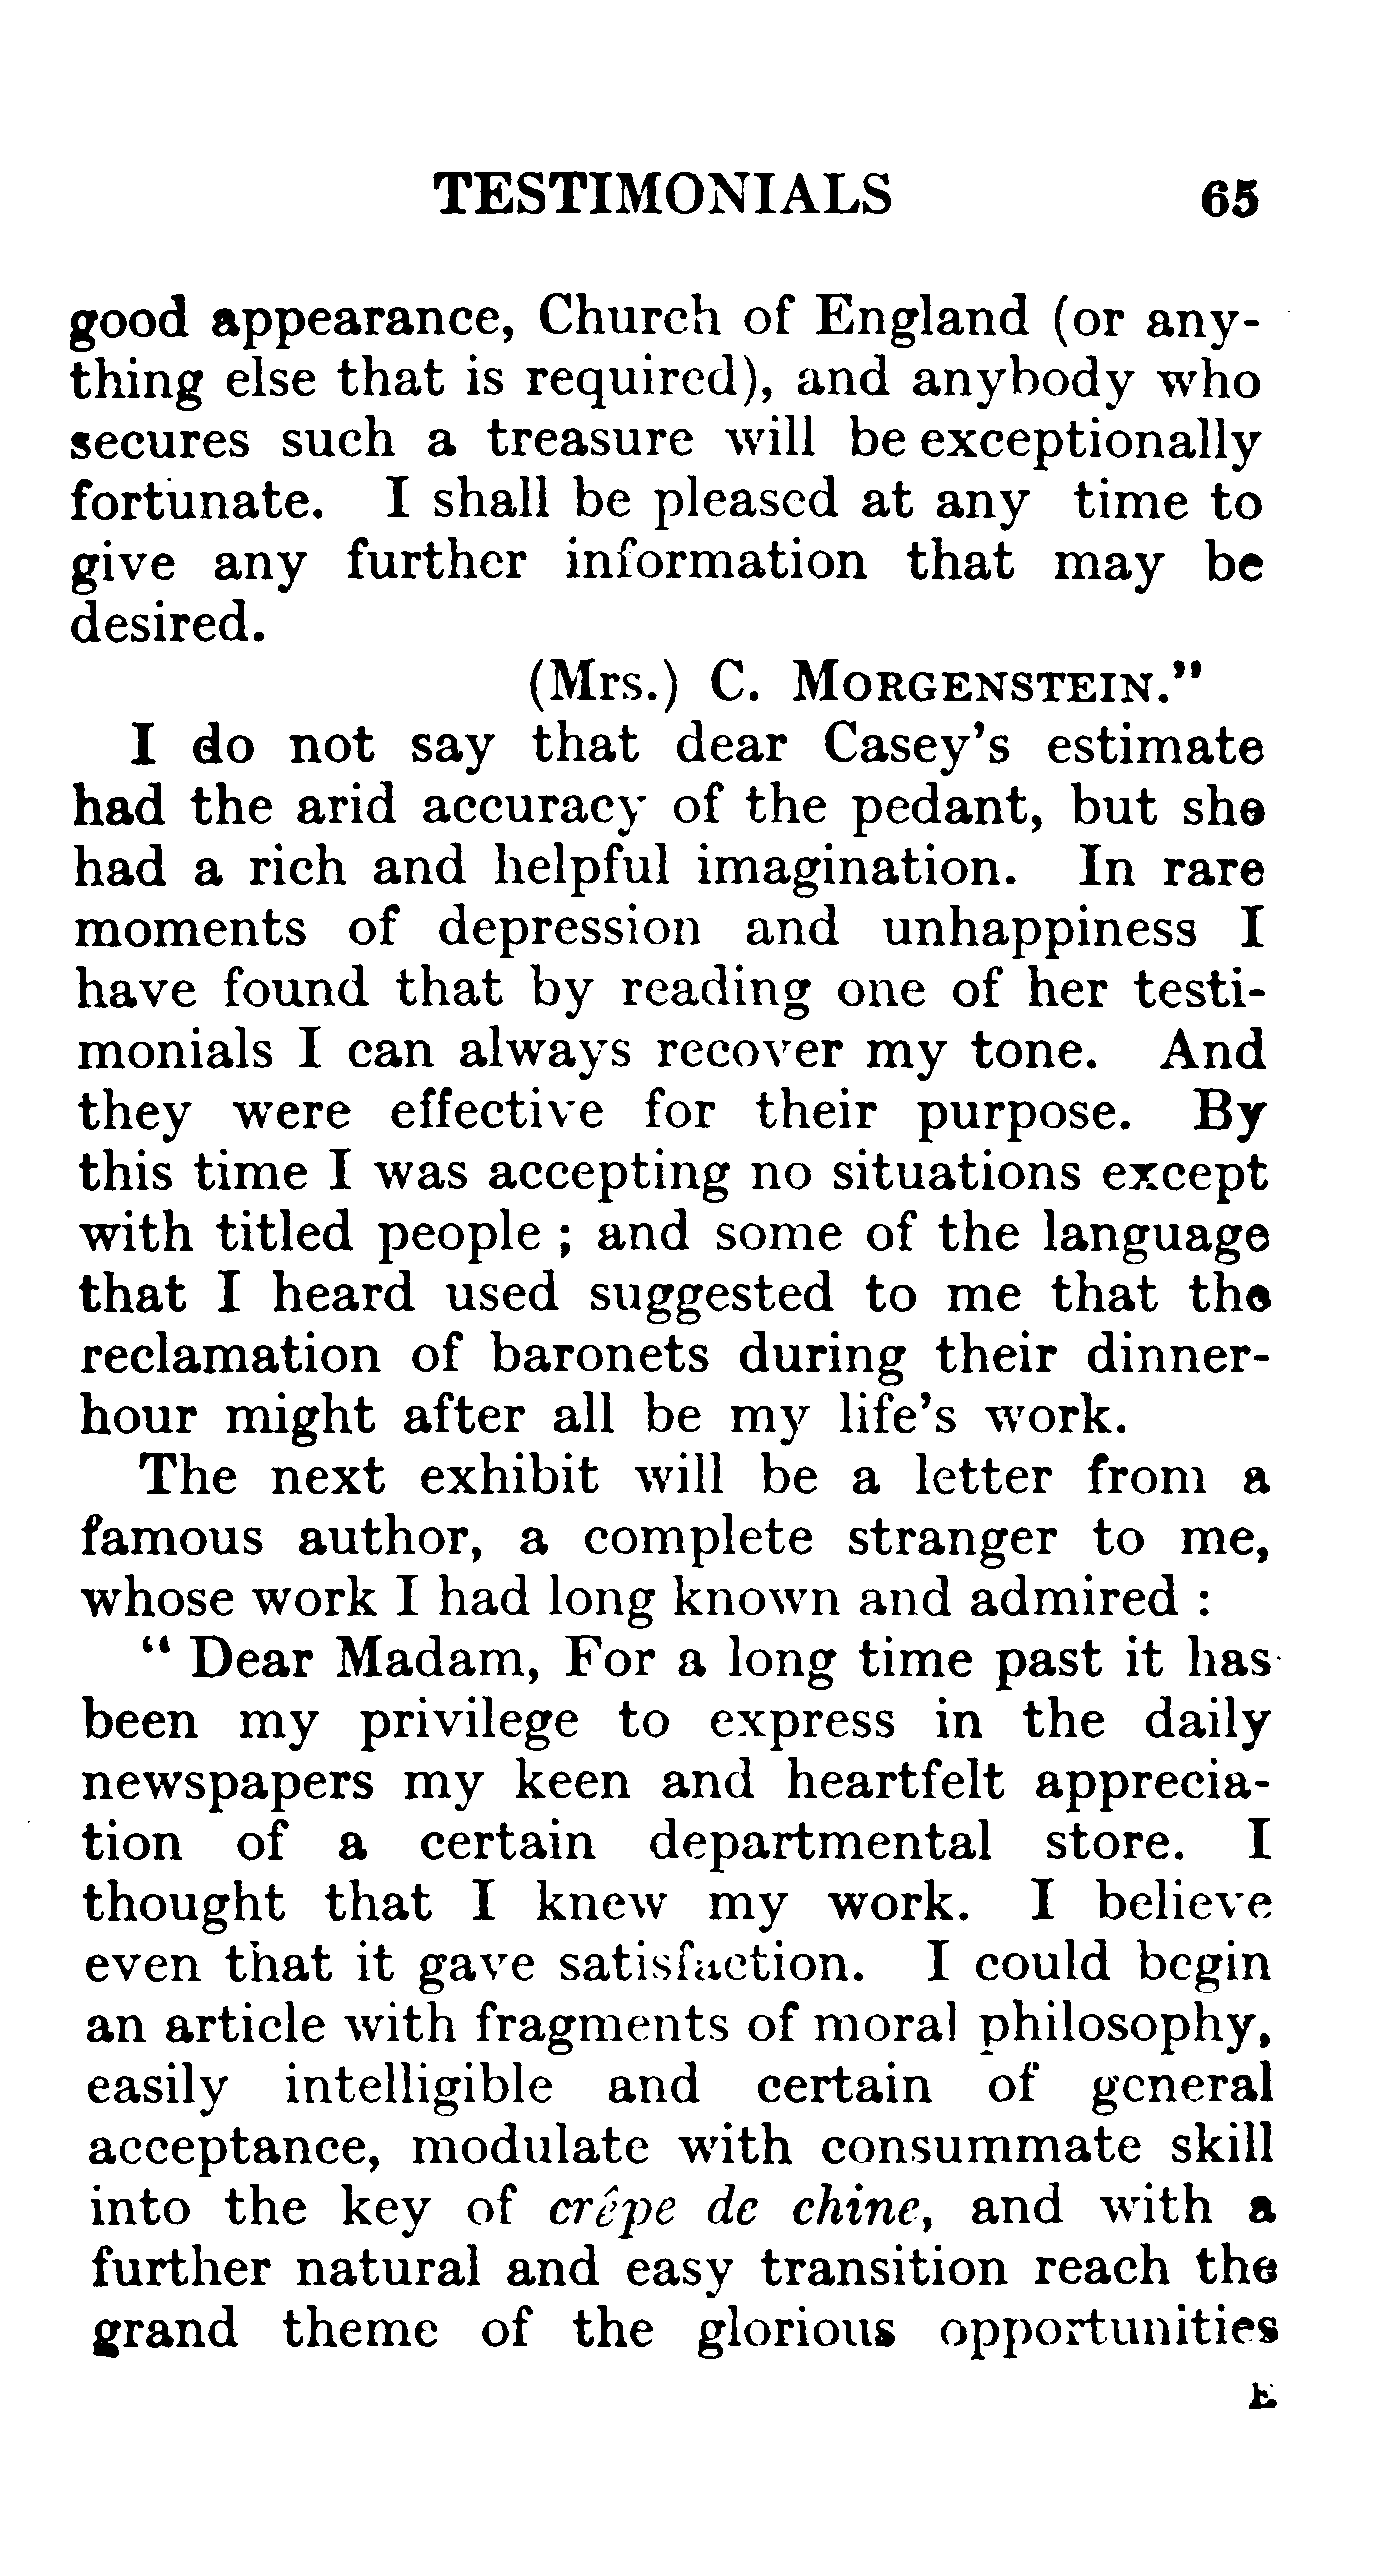 TESTIMONIALS 65
good appearance, Church of England (or any-
thing else that is required), and anybody who
secures such a treasure will be exceptionally
fortunate. I shall be pleased at any time to
give any further information that may be
desired.
(Mrs.) C. MORGENSTEIN."
I do not say that dear Casey's estimate
had the arid accuracy of the pedant, but she
had a rich and helpful imagination. In rare
moments of depression and unhappiness I
have found that by reading one of her testi-
monials I can always recover my tone. And
they were effective for their purpose. By
this time I was accepting no situations except
with titled people ; and some of the language
that I heard used suggested to me that the
reclamation of baronets during their dinner-
hour might after all be my life's work.
The next exhibit will be a letter from a
famous author, a complete stranger to me,
whose work I had long known and admired :
" Dear Madam, For a long time past it has
been my privilege to express in the daily
newspapers my keen and heartfelt apprecia-
tion of a certain departmental store. I
thought that I knew my work. I believe
even that it gave satisfaction. I could begin
an article with fragments of moral philosophy,
easily intelligible and certain of general
acceptance, modulate with consummate skill
into the key of crêpe de chine, and with a
further natural and easy transition reach the
grand theme of the glorious opportunities
E